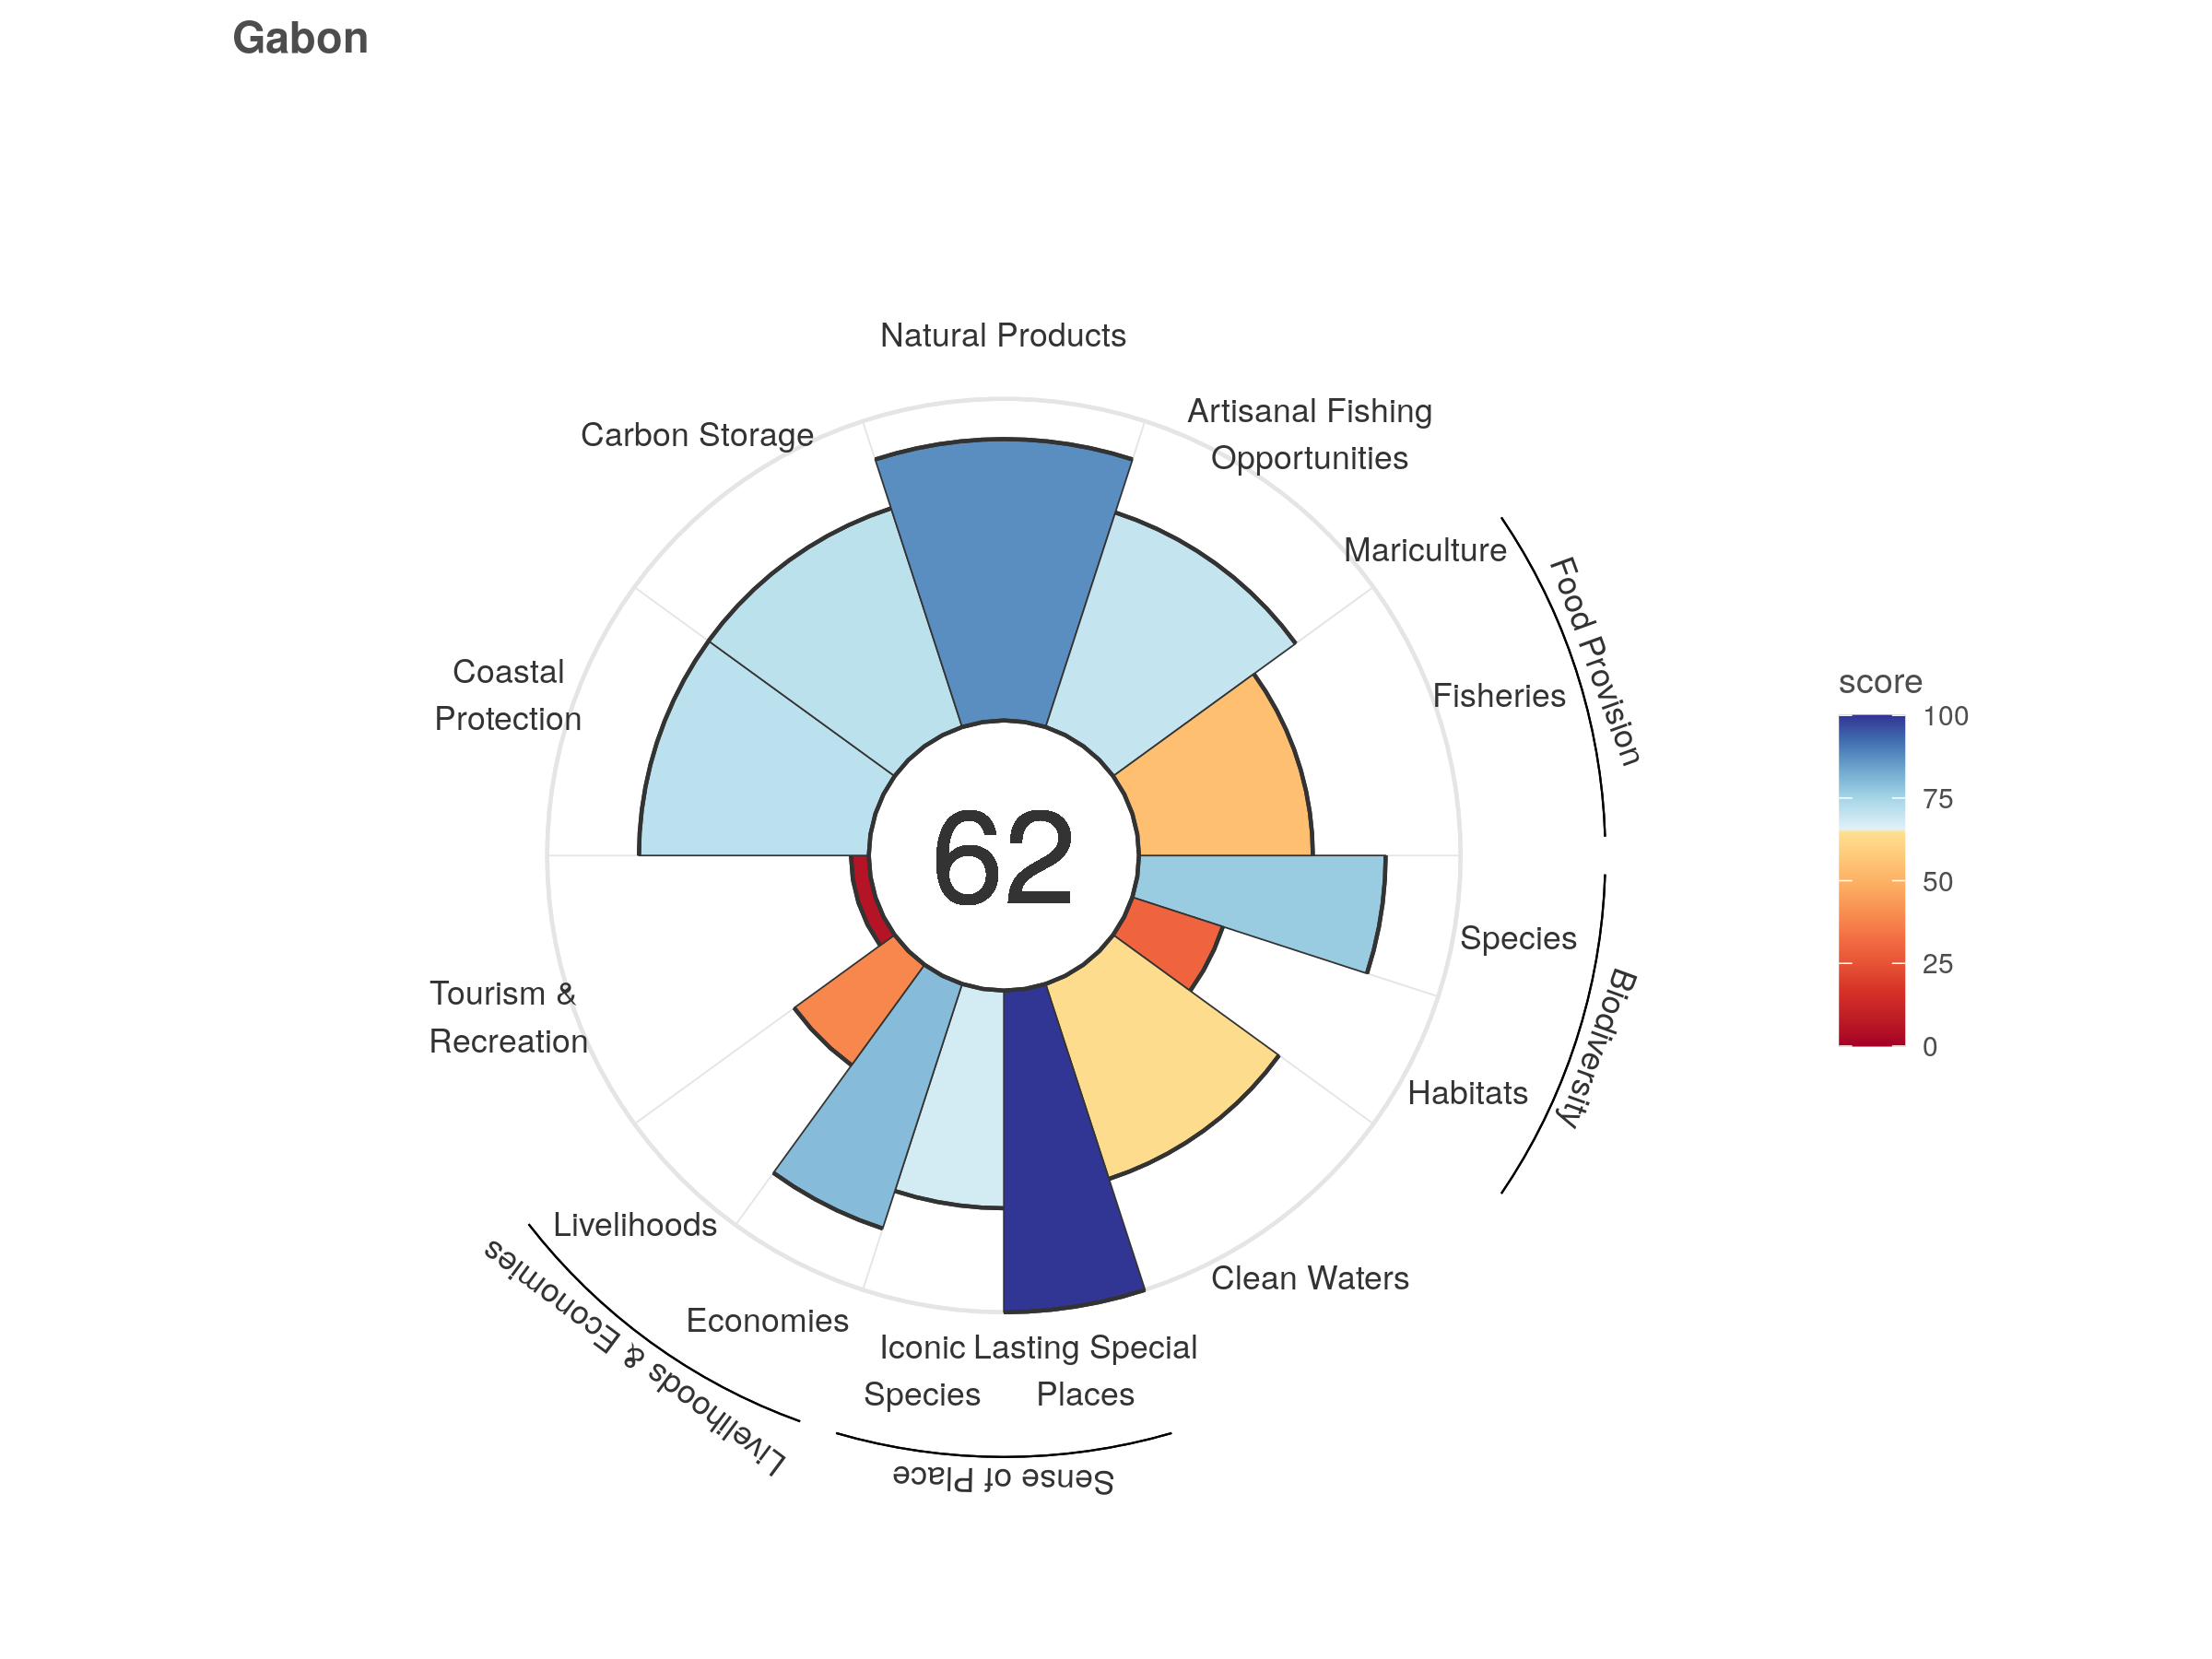 Gabon
Natural Products
Artisanal Fishing
Opportunities
Carbon Storage
Mariculture
Food Provision
Fisheries
Coastal
Protection
score
100
75
50
25
0
62
Species
Biodiversity
Tourism &
Recreation
Habitats
Livelihoods
Clean Waters
Economies
Livelihoods & Economies
Iconic
Species
Lasting Special
Places
Sense of Place